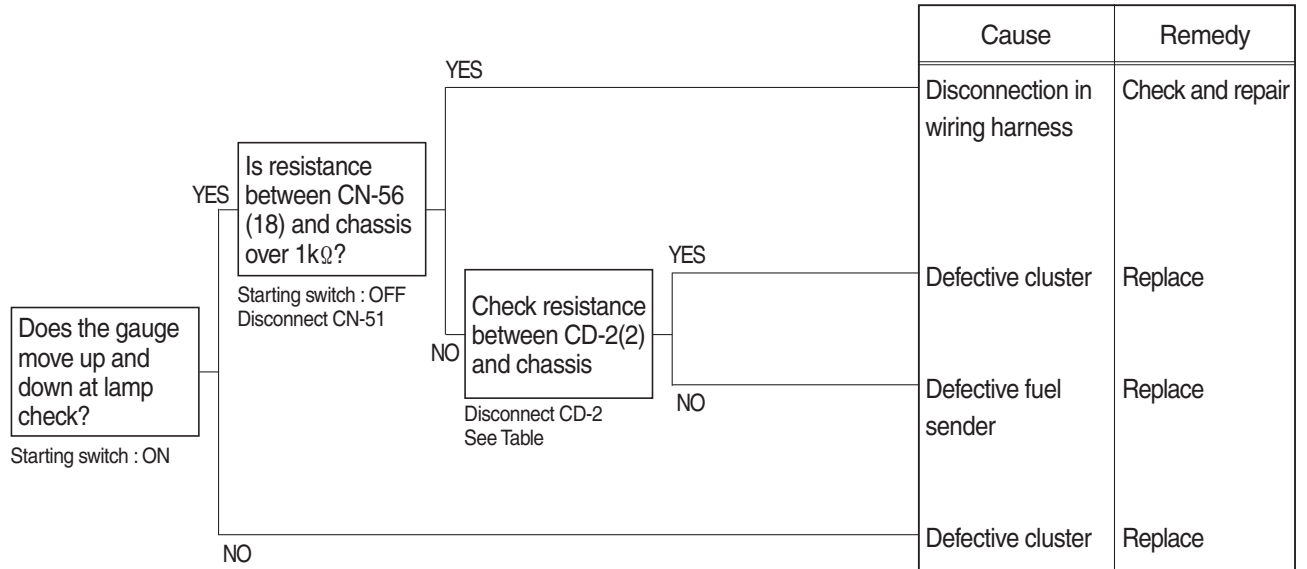 Cause
Remedy
YES
Disconnection in
wiring harness
Check and repair
YES
Is resistance
between CN-56
(18) and chassis
over 1kΩ?
Starting switch : OFF
Disconnect CN-51
YES
Defective cluster
Replace
Does the gauge
move up and
down at lamp
check?
Starting switch : ON
NO
Check resistance
between CD-2(2)
and chassis
Disconnect CD-2
See Table
NO
Defective fuel
sender
Replace
NO
Defective cluster
Replace